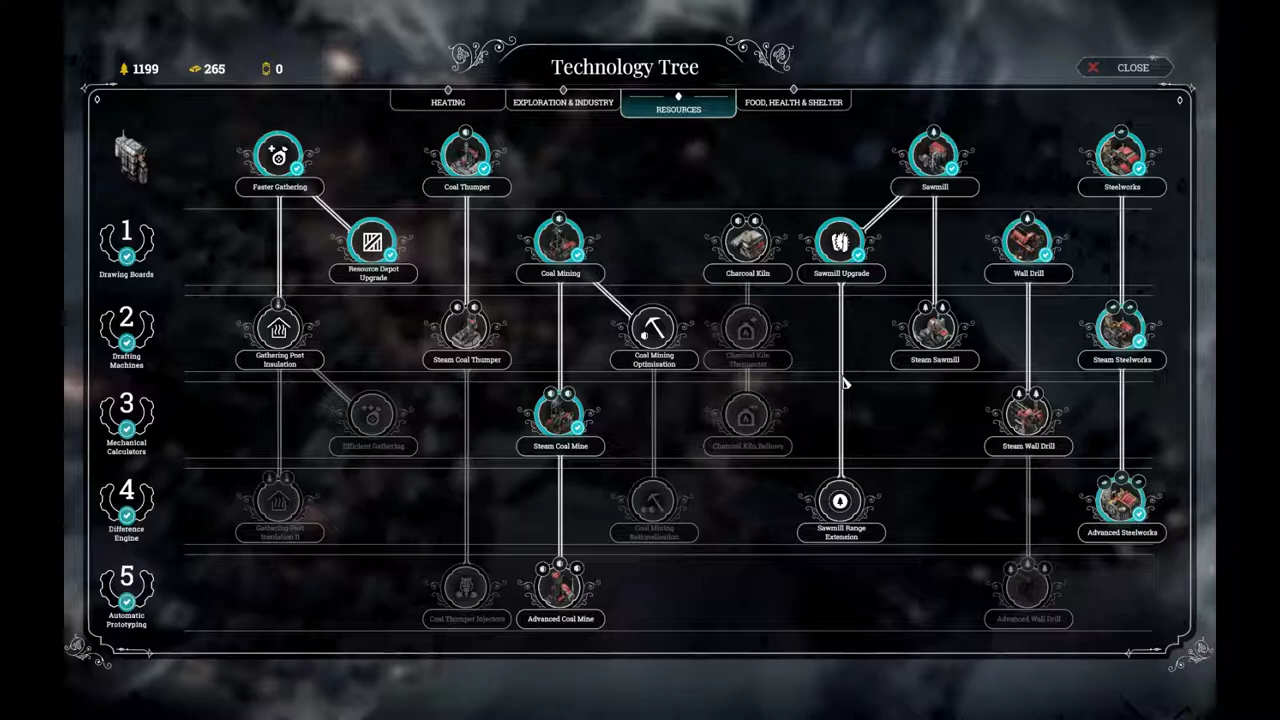 1199
265
0
Technology Tree
CLOSE
HEATING
EXPLORATION & INDUSTRY
RESOURCES
FOOD, HEALTH & SHELTER
Faster Gathering
Coal Thumper
Sawmill
Steelworks
1
Drawing Boards
Resource Depot
Upgrade
Coal Mining
Charcoal Kiln
Sawmill Upgrade
Wall Drill
2
Drafting
Machines
Gathering Post
Insulation
Steam Coal Thumper
Coal Mining
Optimisation
Charcoal Kiln
Thermostat
Steam Sawmill
Steam Steelworks
3
Mechanical
Calculators
Efficient Gathering
Steam Coal Mine
Charcoal Kiln Bellows
Steam Wall Drill
4
Difference
Engine
Gathering Post
Insulation II
Coal Mining
Rationalisation
Sawmill Range
Extension
Advanced Steelworks
5
Automatic
Prototyping
Coal Thumper Injectors
Advanced Coal Mine
Advanced Wall Drill